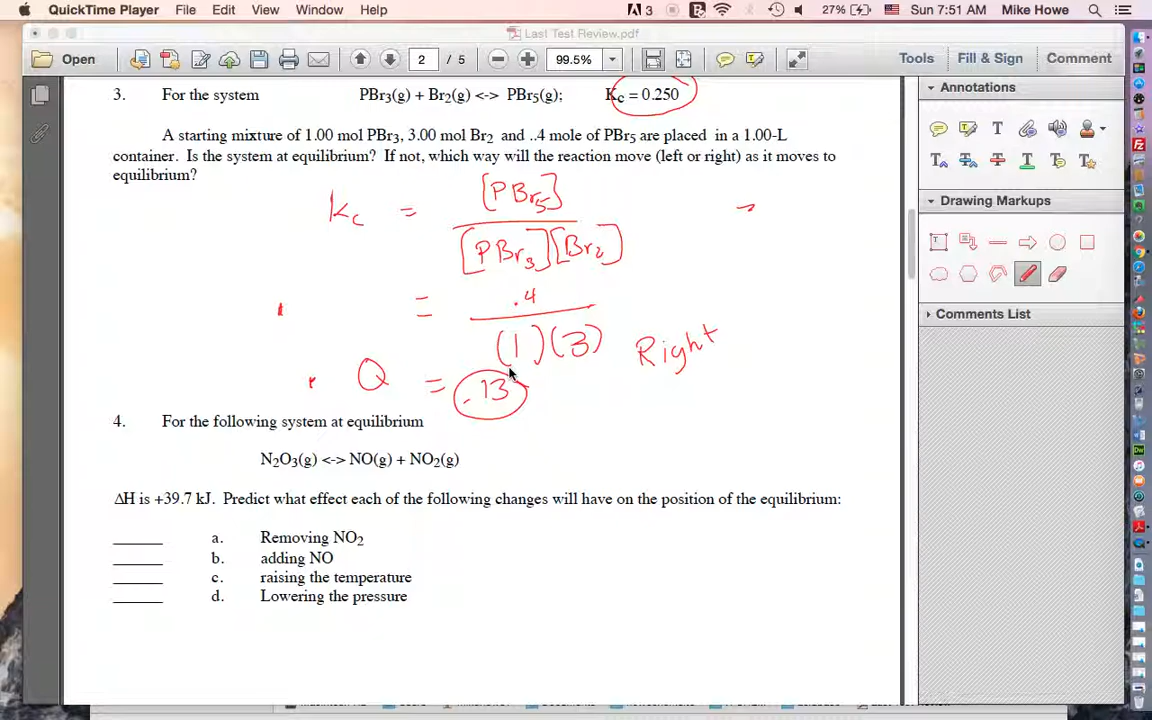 QuickTime Player File Edit View Window Help 3 27% Sun 7:51 AM Mike Howe
Last Test Review.pdf
Open 2 / 5 99.5% Tools Fill & Sign Comment
3. For the system PBr3(g) + Br2(g) <-> PBr5(g); Kc = 0.250
A starting mixture of 1.00 mol PBr3, 3.00 mol Br2 and ..4 mole of PBr5 are placed in a 1.00-L
container. Is the system at equilibrium? If not, which way will the reaction move (left or right) as it moves to
equilibrium?
Kc = [PBr5]
[PBr3][Br2]
= .4
(1)(3) Right
Q = .13
4. For the following system at equilibrium
N2O3(g) <-> NO(g) + NO2(g)
ΔH is +39.7 kJ. Predict what effect each of the following changes will have on the position of the equilibrium:
______ a. Removing NO2
______ b. adding NO
______ c. raising the temperature
______ d. Lowering the pressure
Annotations
Drawing Markups
Comments List